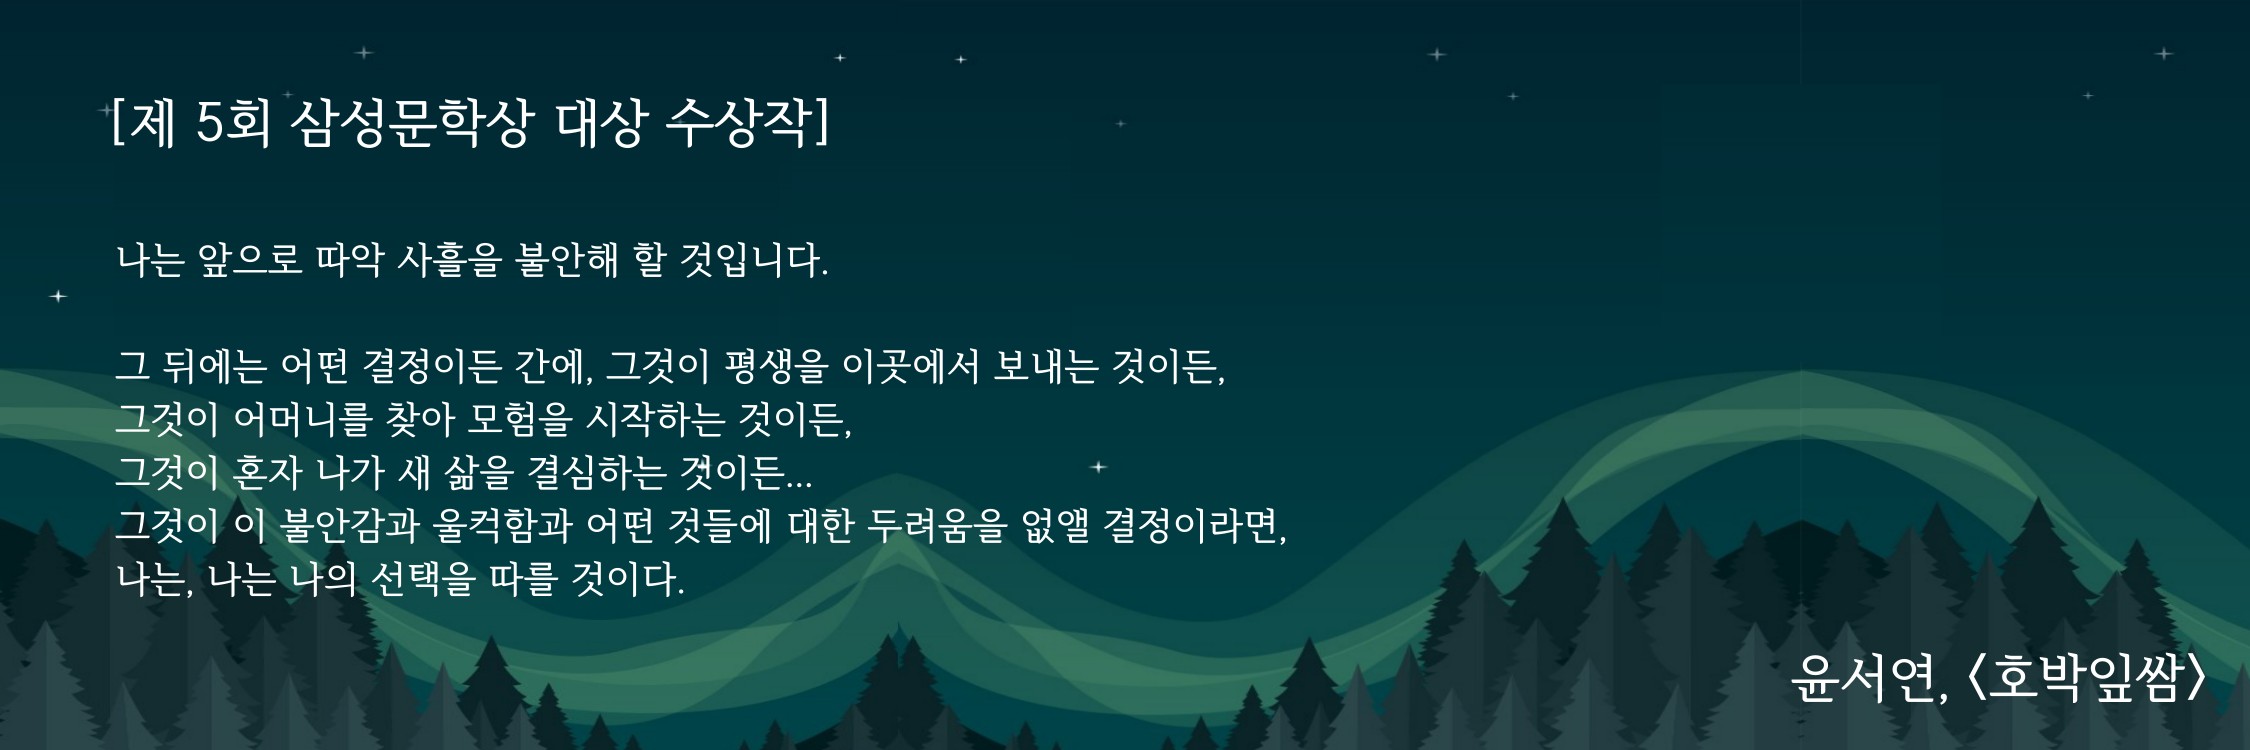 [제 5회 삼성문학상 대상 수상작]
나는 앞으로 따악 사흘을 불안해 할 것입니다.
그 뒤에는 어떤 결정이든 간에, 그것이 평생을 이곳에서 보내는 것이든,
그것이 어머니를 찾아 모험을 시작하는 것이든,
그것이 혼자 나가 새 삶을 결심하는 것이든...
그것이 이 불안감과 울컥함과 어떤 것들에 대한 두려움을 없앨 결정이라면,
나는, 나는 나의 선택을 따를 것이다.
윤서연, <호박잎쌈>